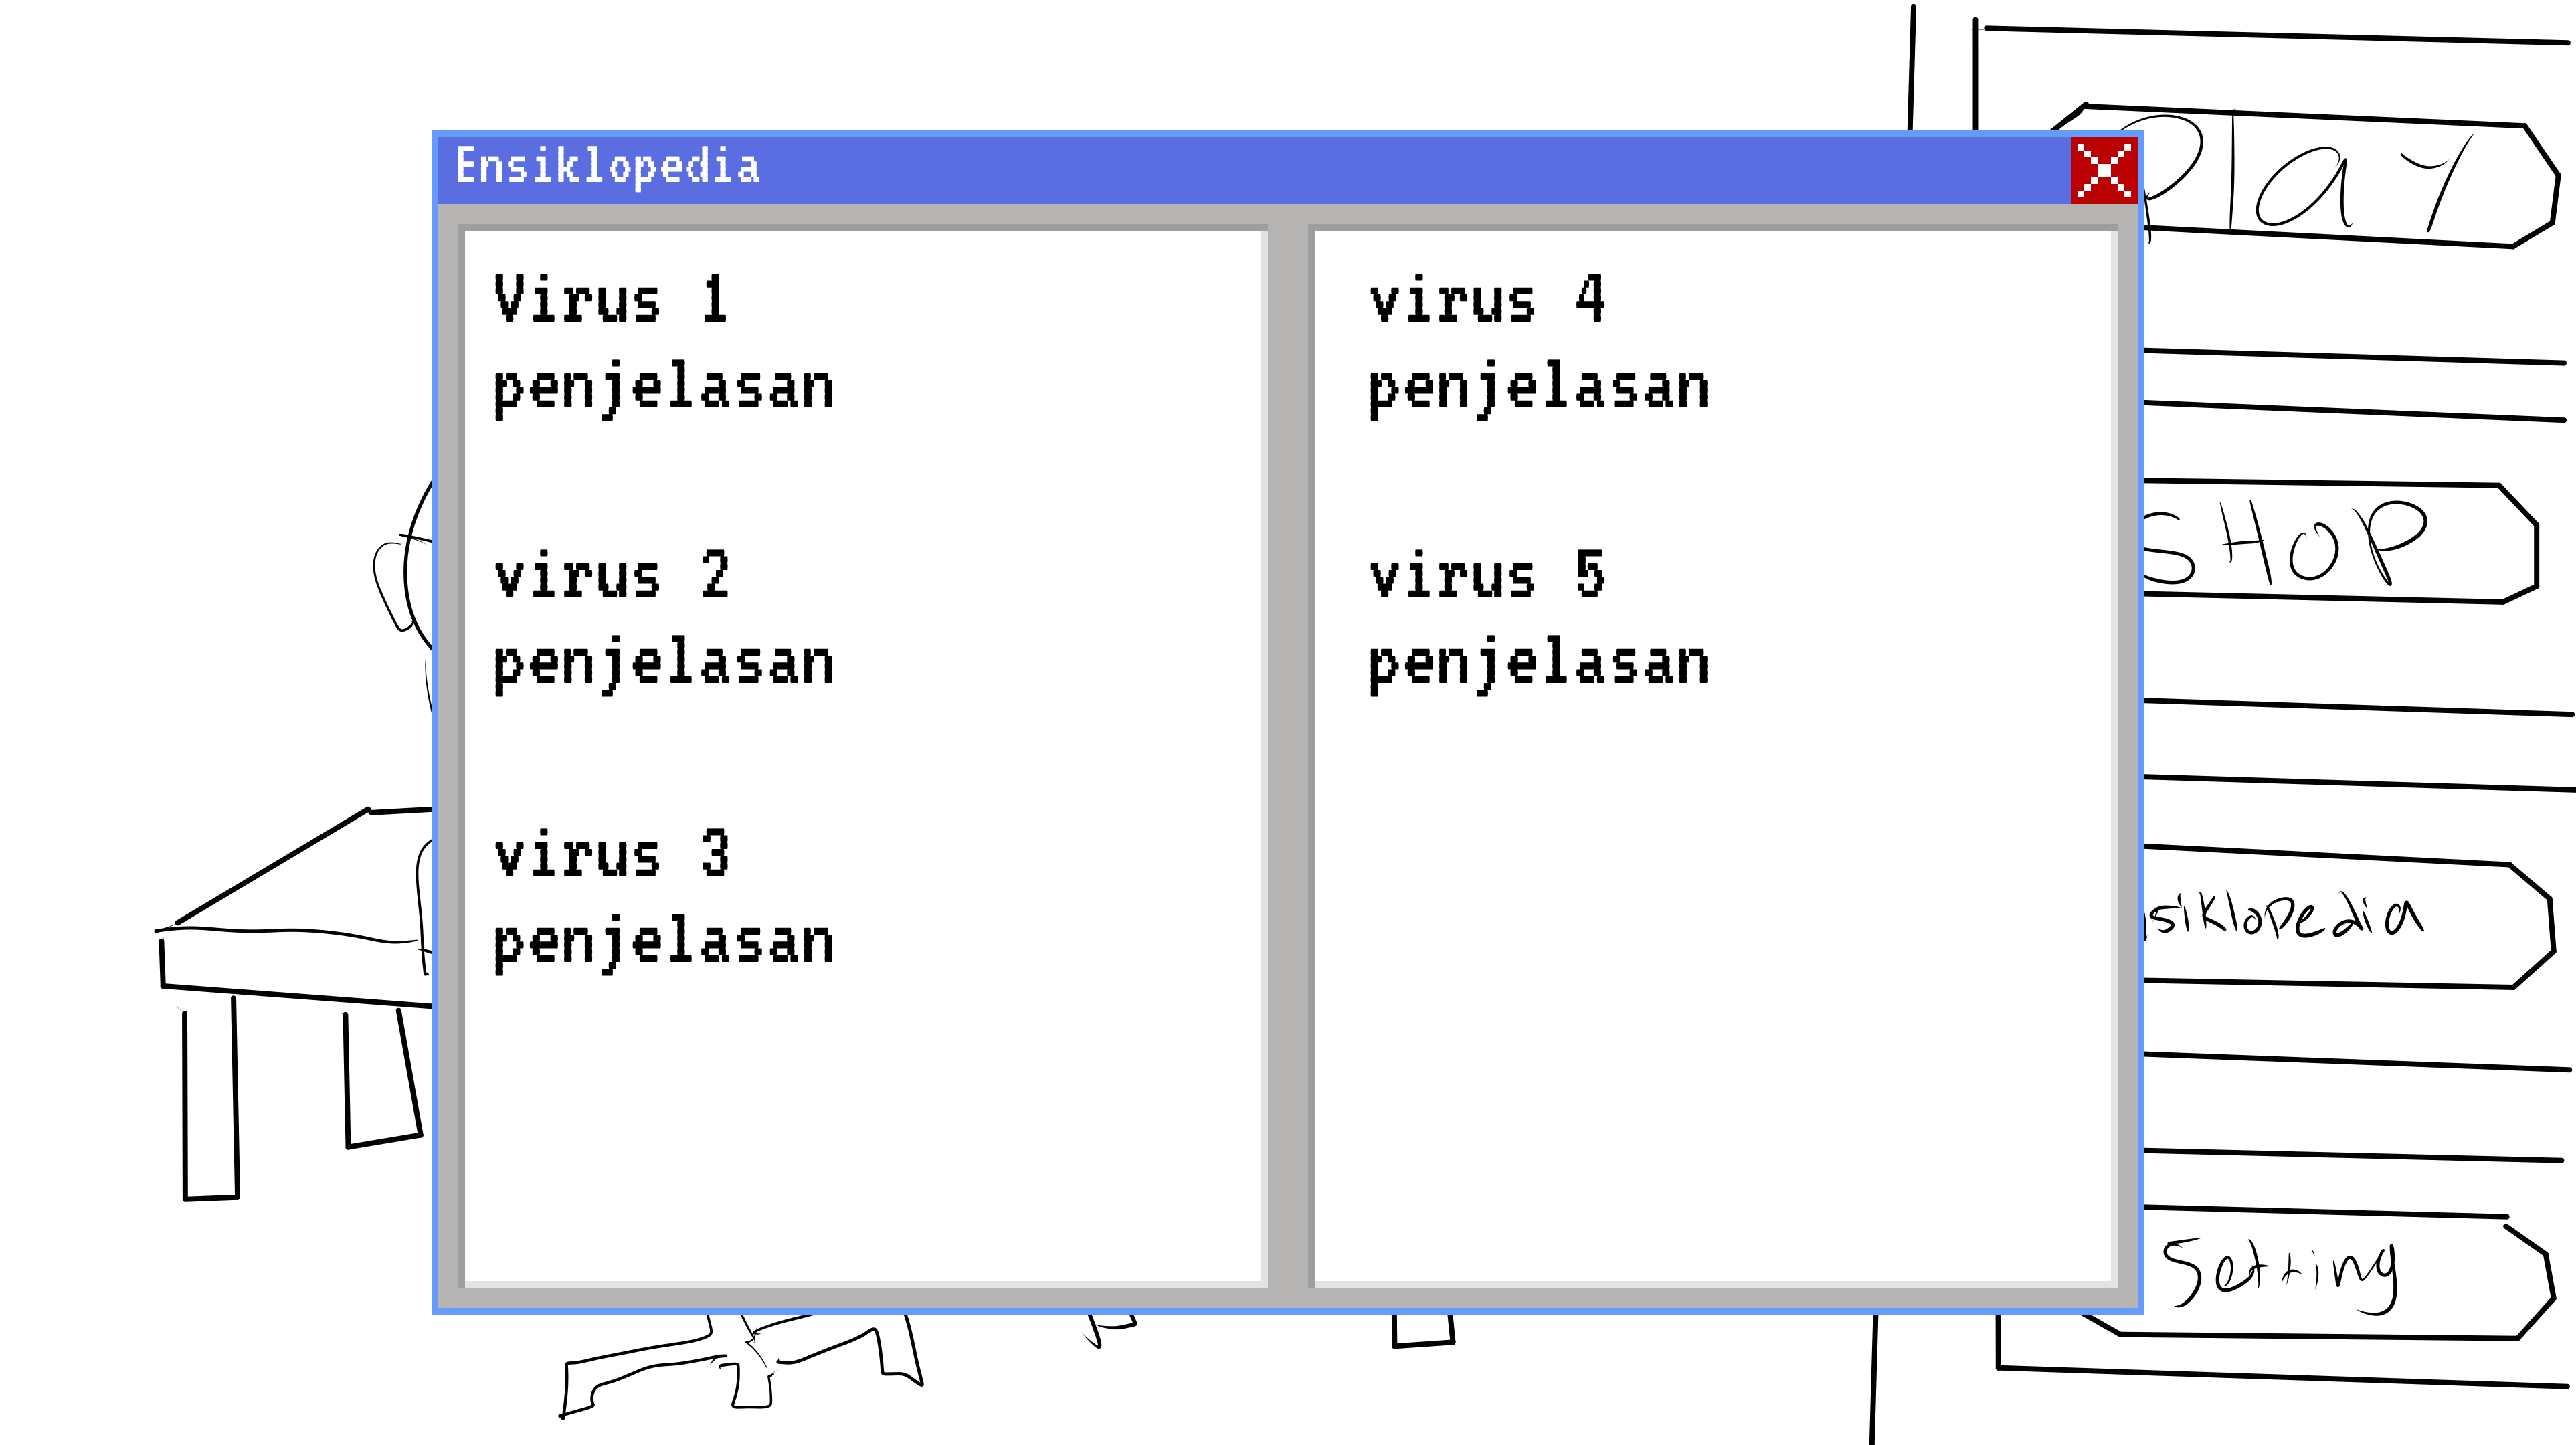 Ensiklopedia
Virus 1
penjelasan
virus 2
penjelasan
virus 3
penjelasan
virus 4
penjelasan
virus 5
penjelasan
Play
SHOP
siklopedia
Setting